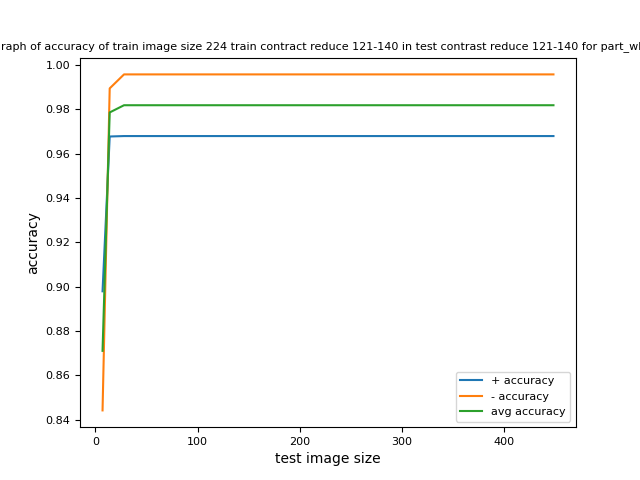 raph of accuracy of train image size 224 train contract reduce 121-140 in test contrast reduce 121-140 for
1.00
0.98
0.96
0.94
0.92
0.90
0.88
0.86
0.84
accuracy
+ accuracy
- accuracy
avg accuracy
0
100
200
300
400
test image size